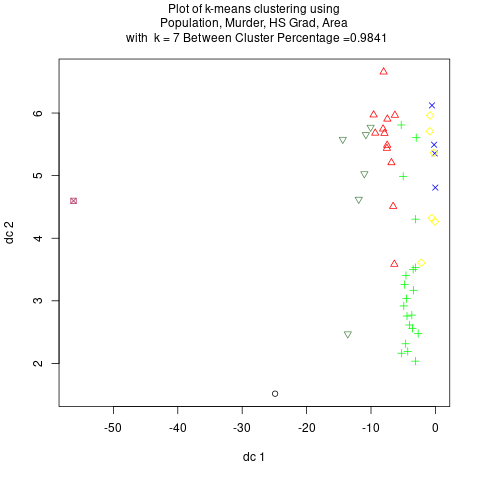 Plot of k-means clustering using
Population, Murder, HS Grad, Area
with  k = 7 Between Cluster Percentage =0.9841
dc 2
6
5
4
3
2
-50
-40
-30
-20
-10
0
dc 1